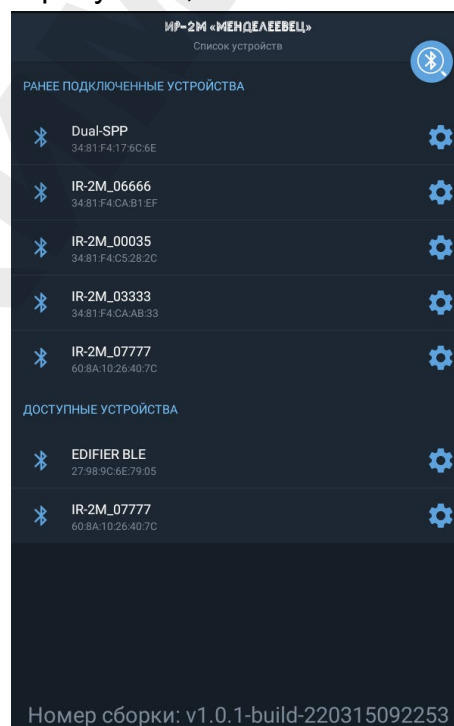 ИР-2М «МЕНДЕЛЕЕВЕЦ»
Список устройств
РАНЕЕ ПОДКЛЮЧЕННЫЕ УСТРОЙСТВА
Dual-SPP
34:81:F4:17:6C:6E
IR-2M_06666
34:81:F4:CA:B1:EF
IR-2M_00035
34:81:F4:C5:28:2C
IR-2M_03333
34:81:F4:CA:AB:33
IR-2M_07777
60:8A:10:26:40:7C
ДОСТУПНЫЕ УСТРОЙСТВА
EDIFIER BLE
27:98:9C:6E:79:05
IR-2M_07777
60:8A:10:26:40:7C
Номер сборки: v1.0.1-build-220315092253